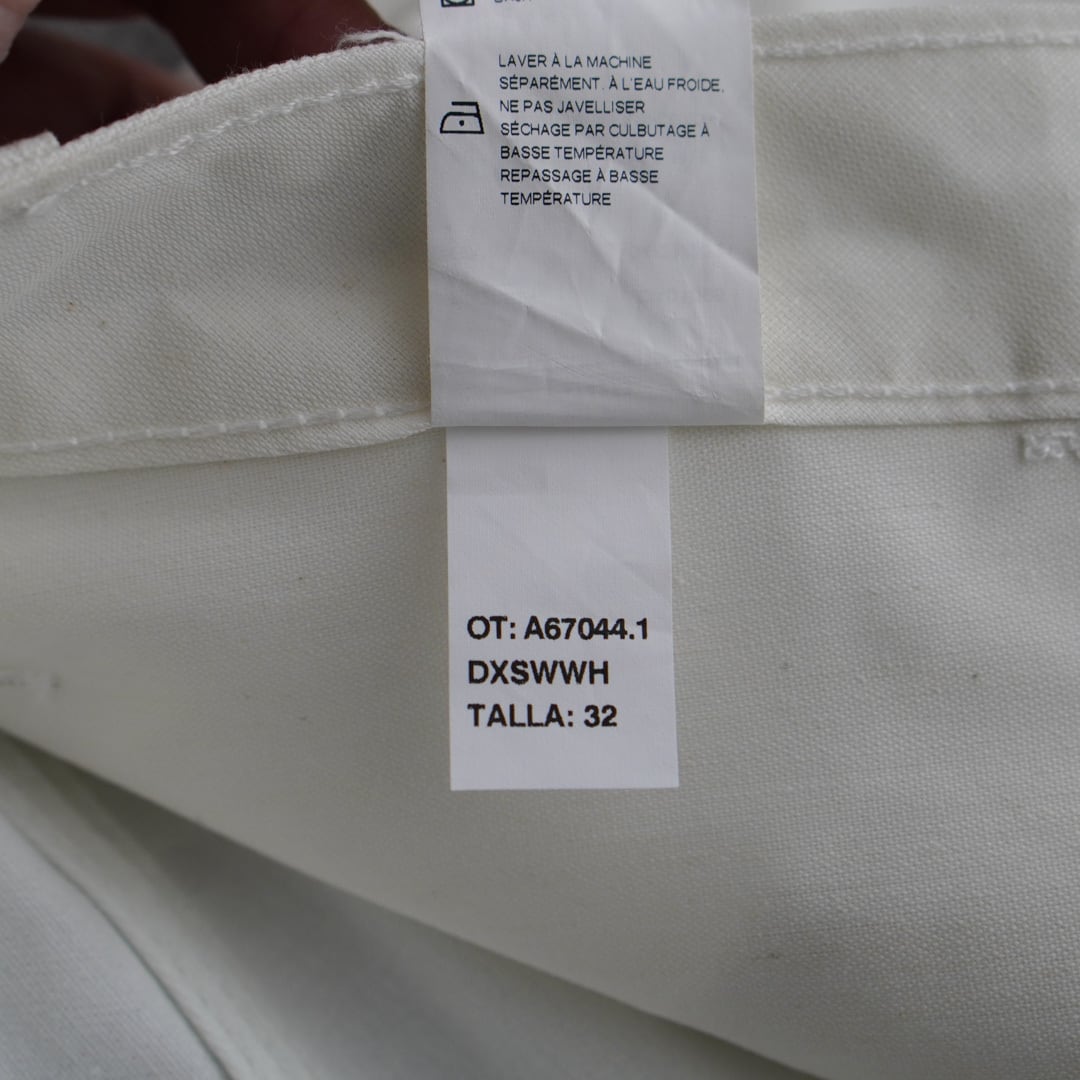 LAVER À LA MACHINE
SÉPARÉMENT. À L'EAU FROIDE,
NE PAS JAVELLISER
SÉCHAGE PAR CULBUTAGE À
BASSE TEMPÉRATURE
REPASSAGE À BASSE
TEMPÉRATURE
OT: A67044.1
DXSWWH
TALLA: 32